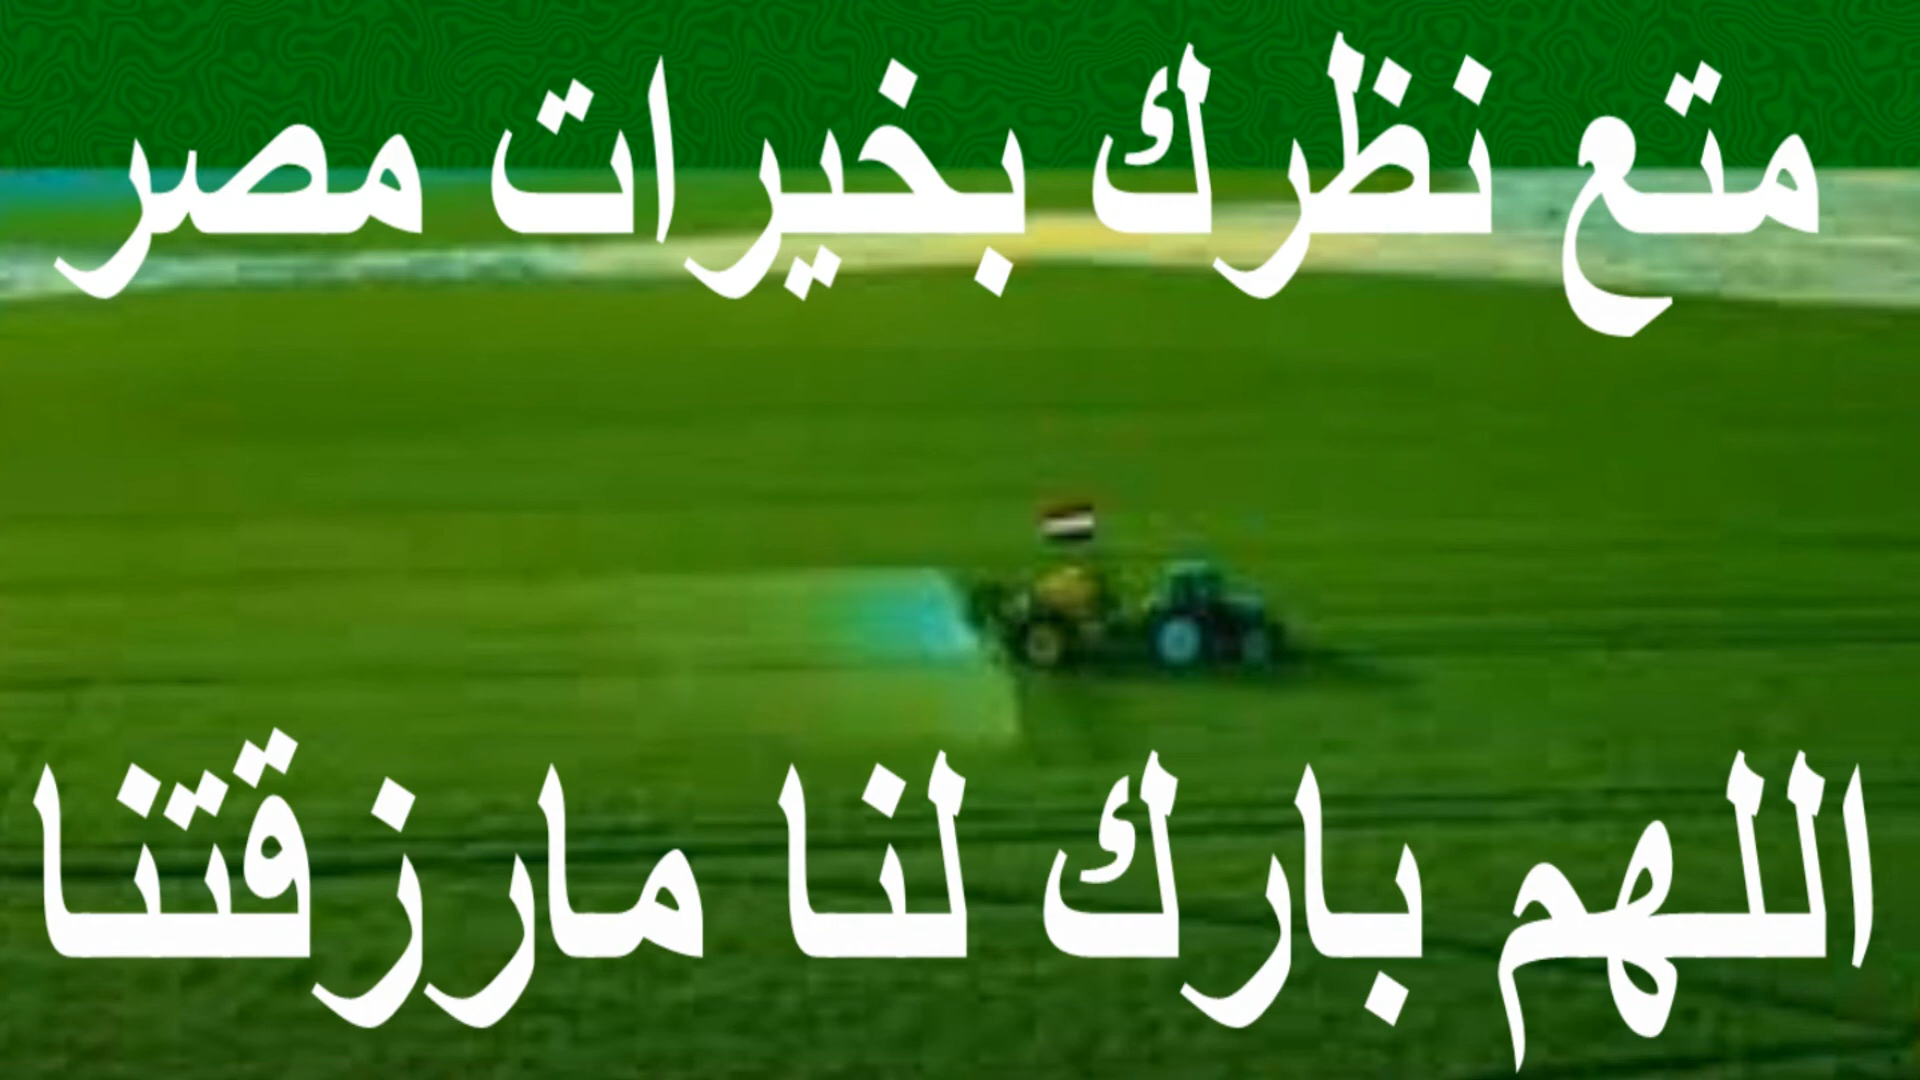 متع نظرك بخيرات مصر
اللهم بارك لنا مارزقتنا